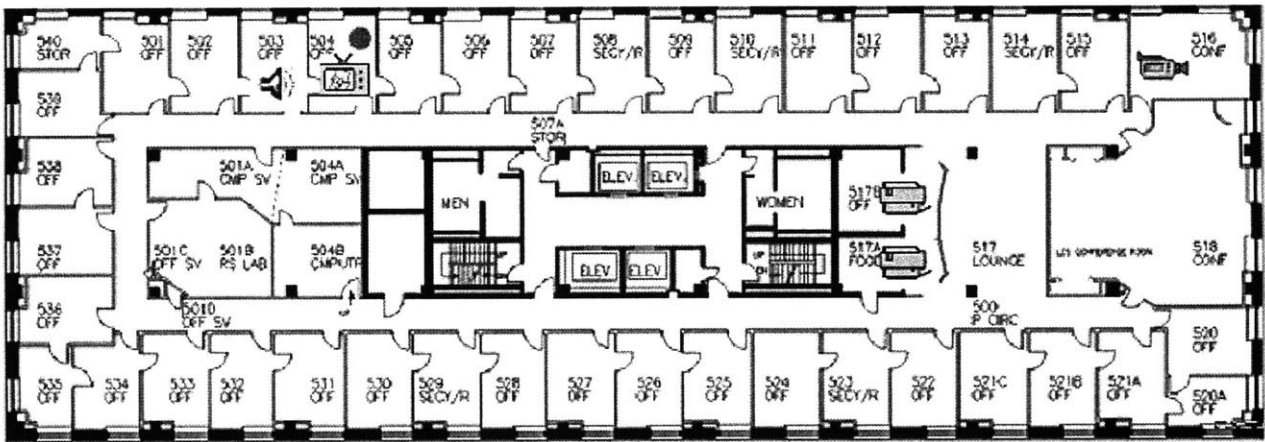 540
STOR
501
OFF
502
OFF
503
OFF
504
OFF
505
OFF
506
OFF
507
OFF
508
SECY/R
509
OFF
510
SECY/R
511
OFF
512
OFF
513
OFF
514
SECY/R
515
OFF
516
CONF
539
OFF
507A
STOR
538
OFF
501A
CMP SV
504A
CMP SV
ELEV.
ELEV.
MEN
WOMEN
517B
OFF
537
OFF
501C
OFF SV
501B
RS LAB
504B
CMPUTR
ELEV
ELEV
UP
517A
FOOD
517
LOUNGE
LCS CONFERENCE ROOM
518
CONF
536
OFF
501D
OFF SV
UP
500
P CIRC
520
OFF
535
OFF
534
OFF
533
OFF
532
OFF
531
OFF
530
OFF
529
SECY/R
528
OFF
527
OFF
526
OFF
525
OFF
524
OFF
523
SECY/R
522
OFF
521C
OFF
521B
OFF
521A
OFF
520A
OFF